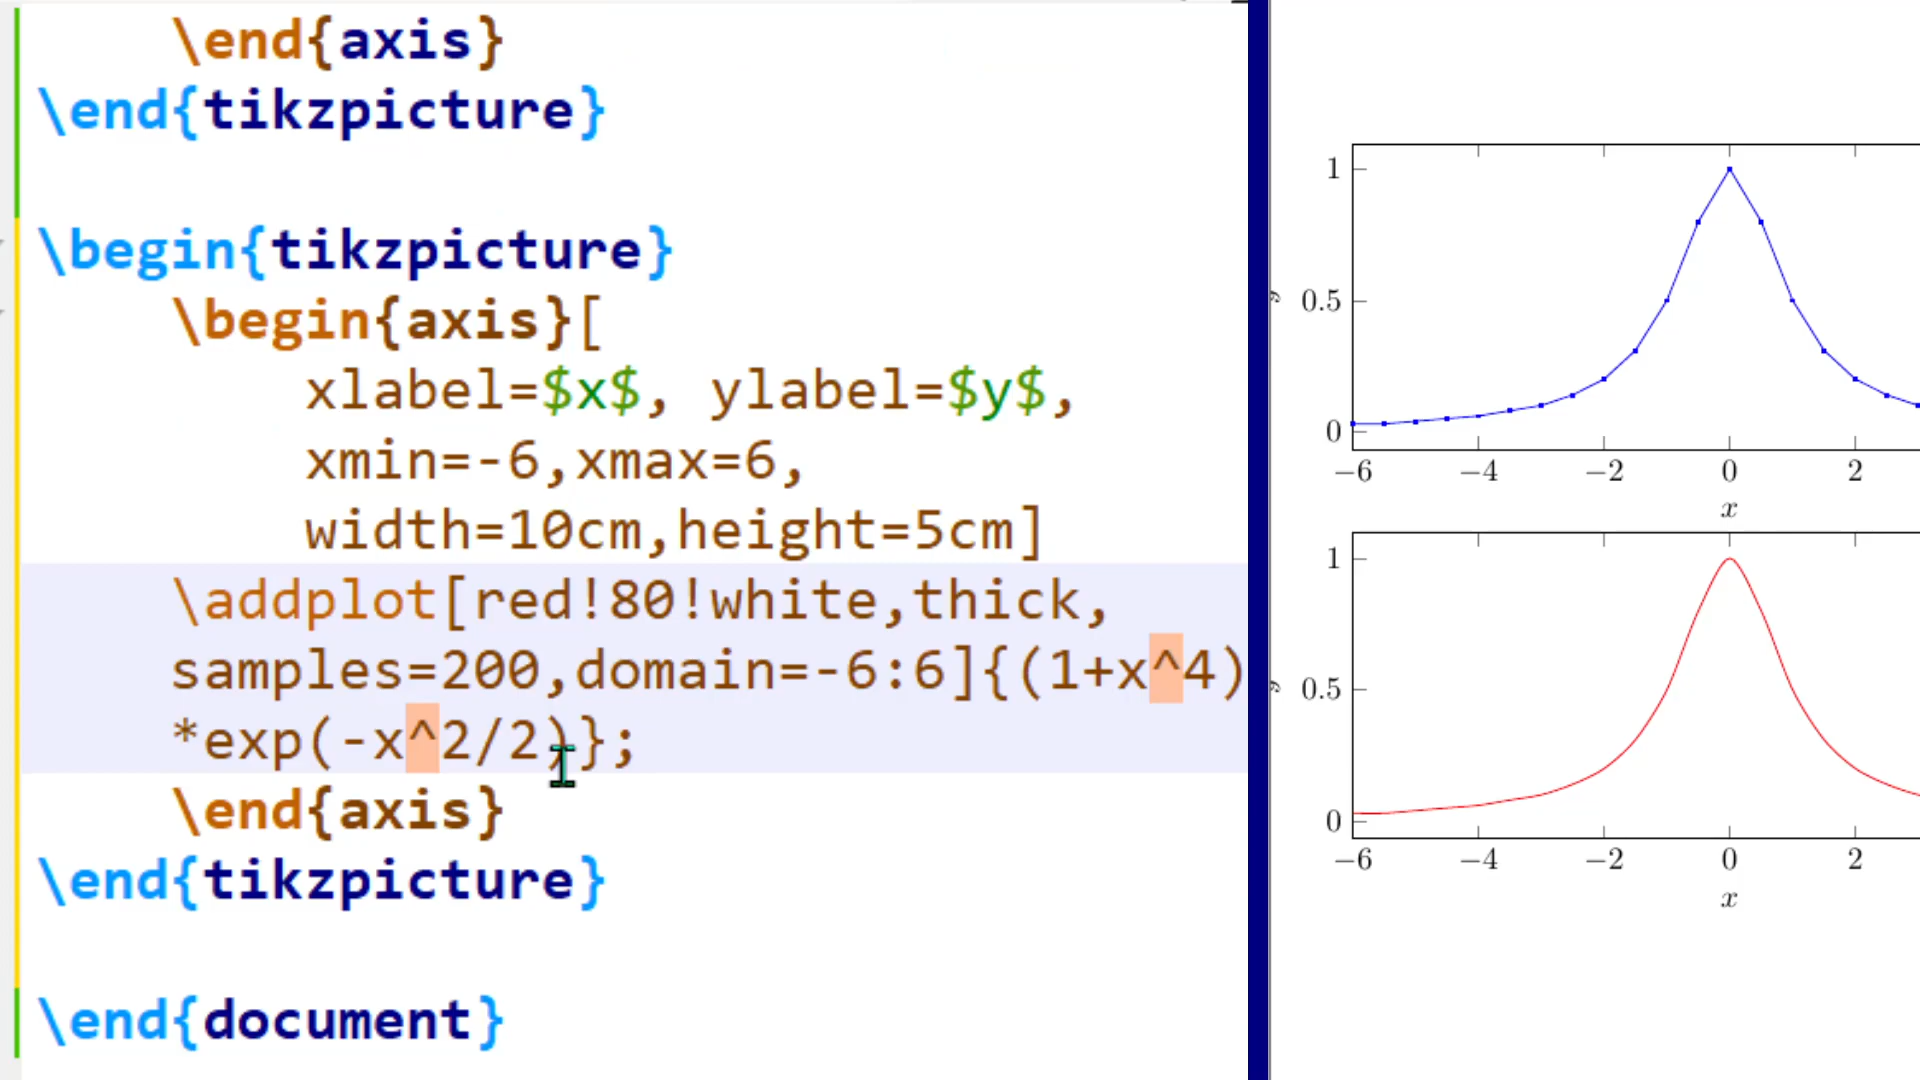 \end{axis}
\end{tikzpicture}
\begin{tikzpicture}
\begin{axis}[
xlabel=$x$, ylabel=$y$,
xmin=-6,xmax=6,
width=10cm,height=5cm]
\addplot[red!80!white,thick,
samples=200,domain=-6:6]{(1+x^4)
*exp(-x^2/2)};
\end{axis}
\end{tikzpicture}
\end{document}
1
0.5
0
−6 −4 −2 0 2
x
1
0.5
0
−6 −4 −2 0 2
x